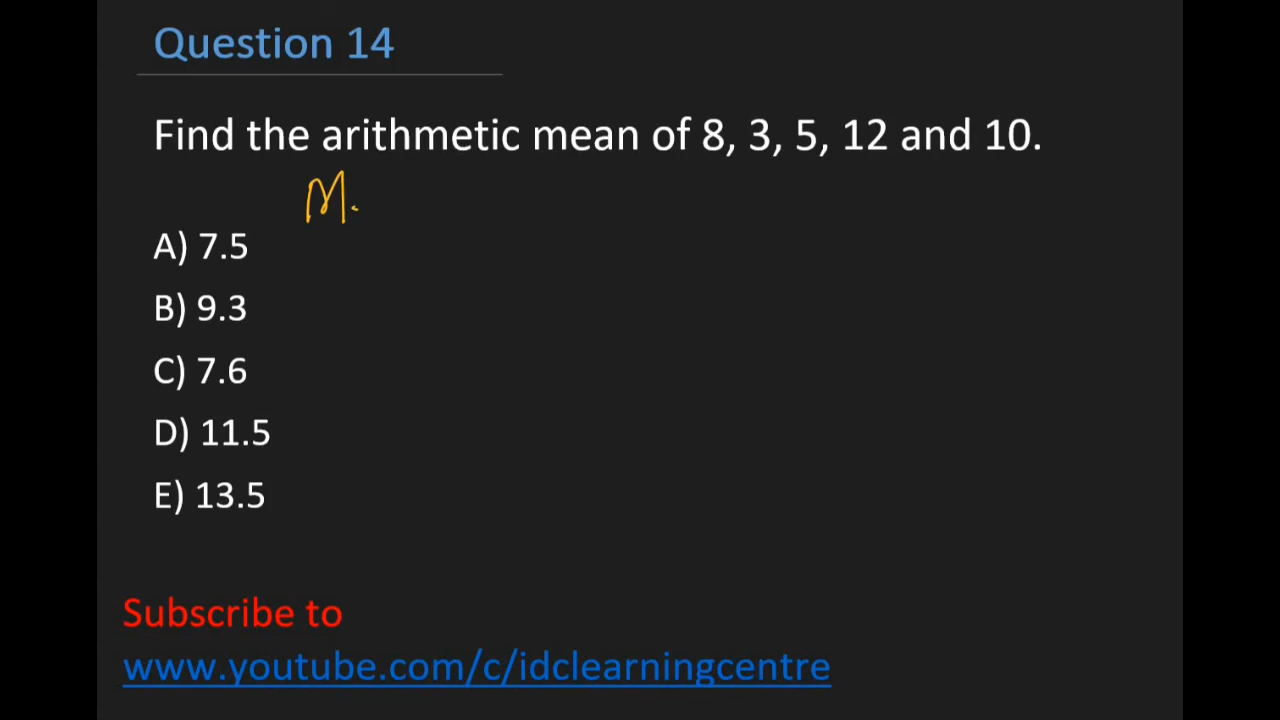 Question 14
Find the arithmetic mean of 8, 3, 5, 12 and 10.
M.
A) 7.5
B) 9.3
C) 7.6
D) 11.5
E) 13.5
Subscribe to
www.youtube.com/c/idclearningcentre